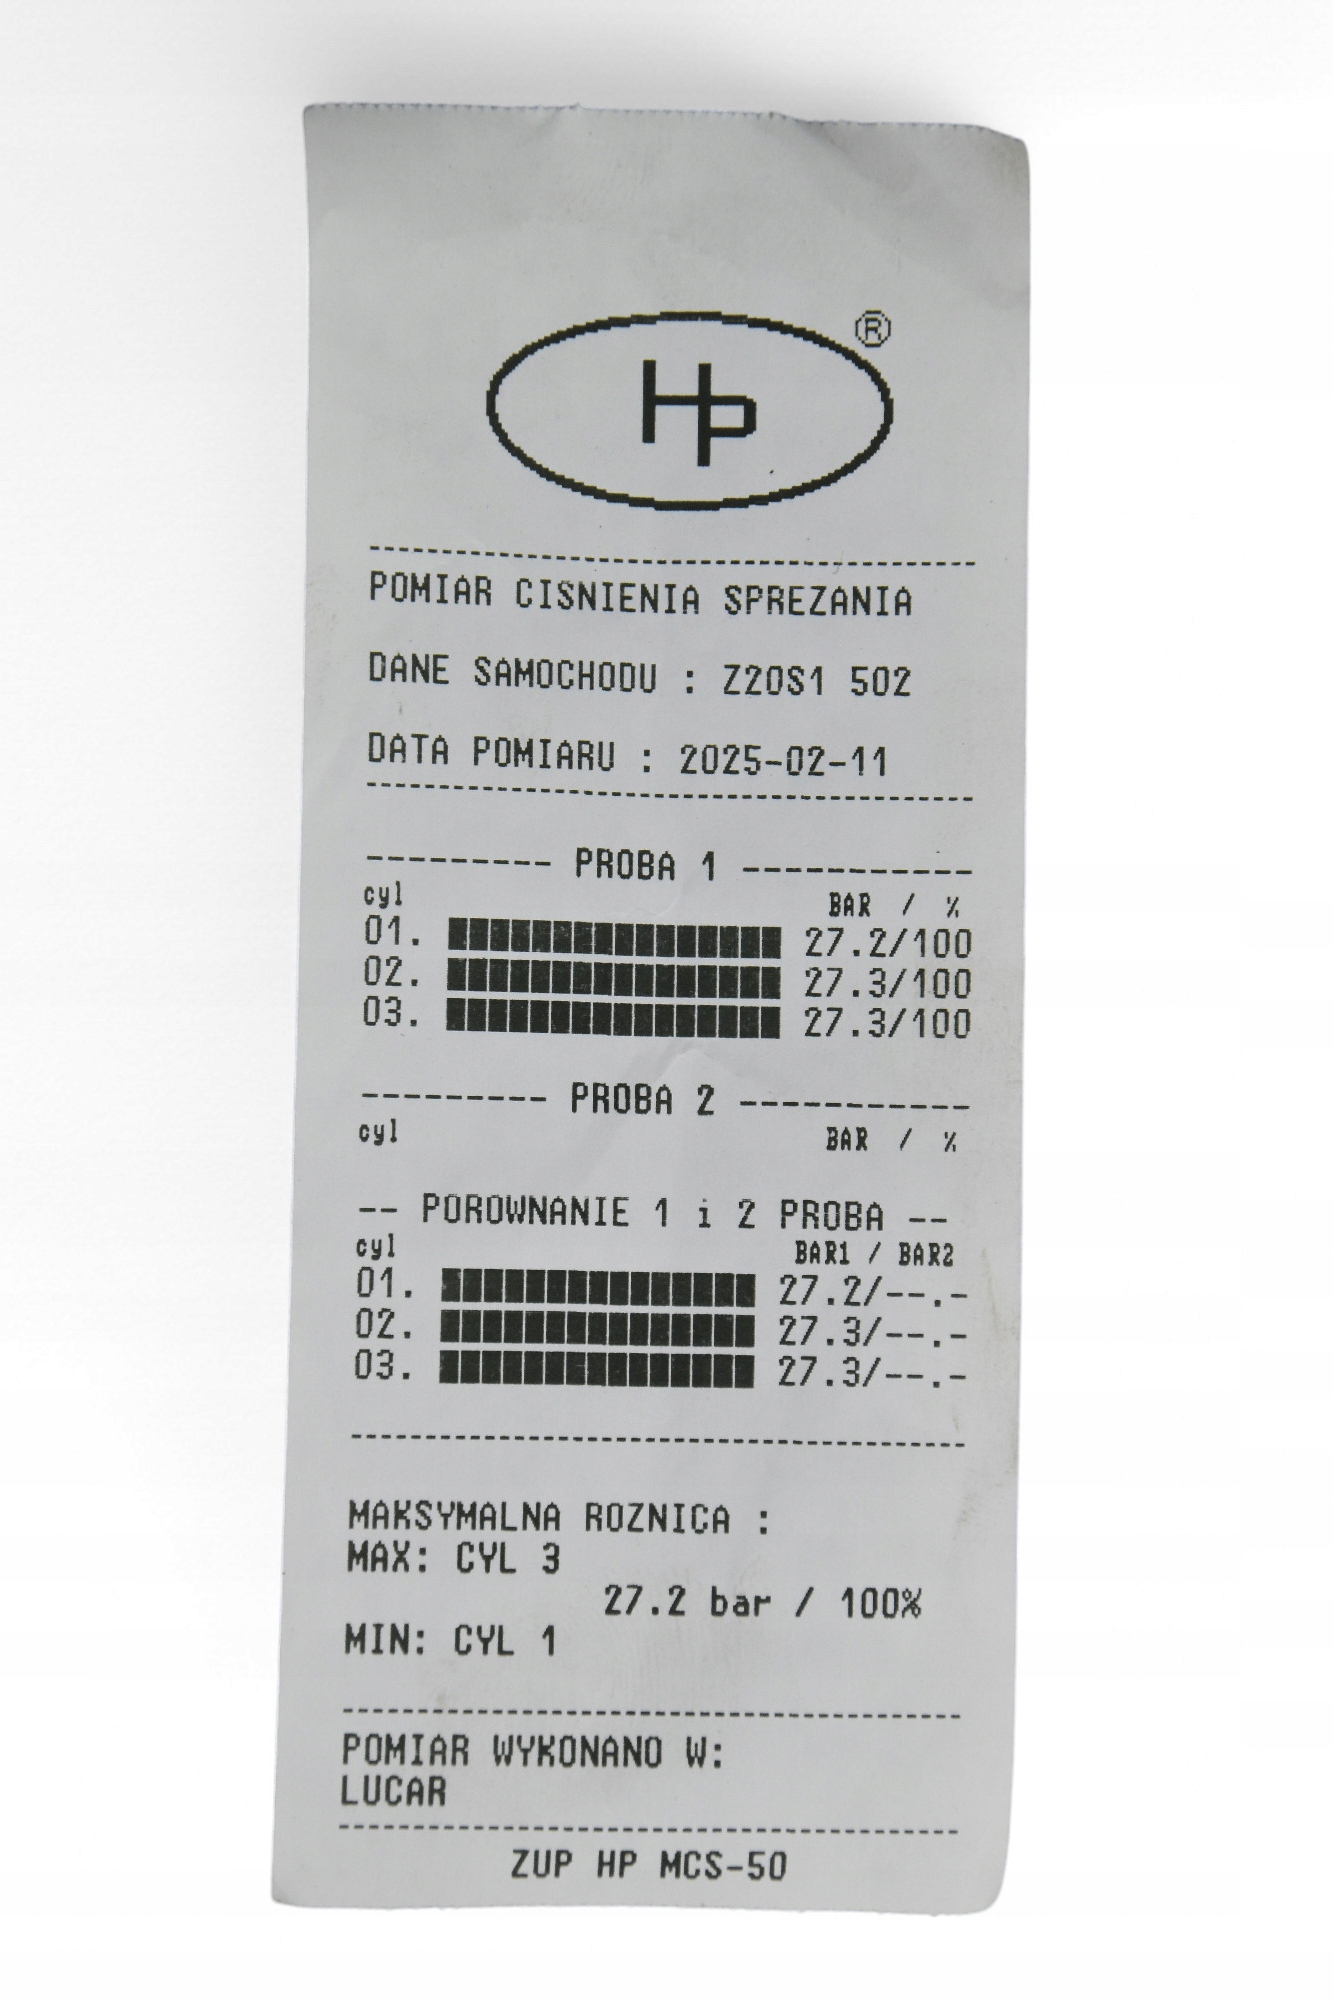 HP ®
POMIAR CISNIENIA SPREZANIA
DANE SAMOCHODU : Z20S1 502
DATA POMIARU : 2025-02-11
--------- PROBA 1 -----------
cyl BAR / %
01. 27.2/100
02. 27.3/100
03. 27.3/100
--------- PROBA 2 -----------
cyl BAR / %
-- POROWNANIE 1 i 2 PROBA --
cyl BAR1 / BAR2
01. 27.2/--.-
02. 27.3/--.-
03. 27.3/--.-
MAKSYMALNA ROZNICA :
MAX: CYL 3
27.2 bar / 100%
MIN: CYL 1
POMIAR WYKONANO W:
LUCAR
ZUP HP MCS-50